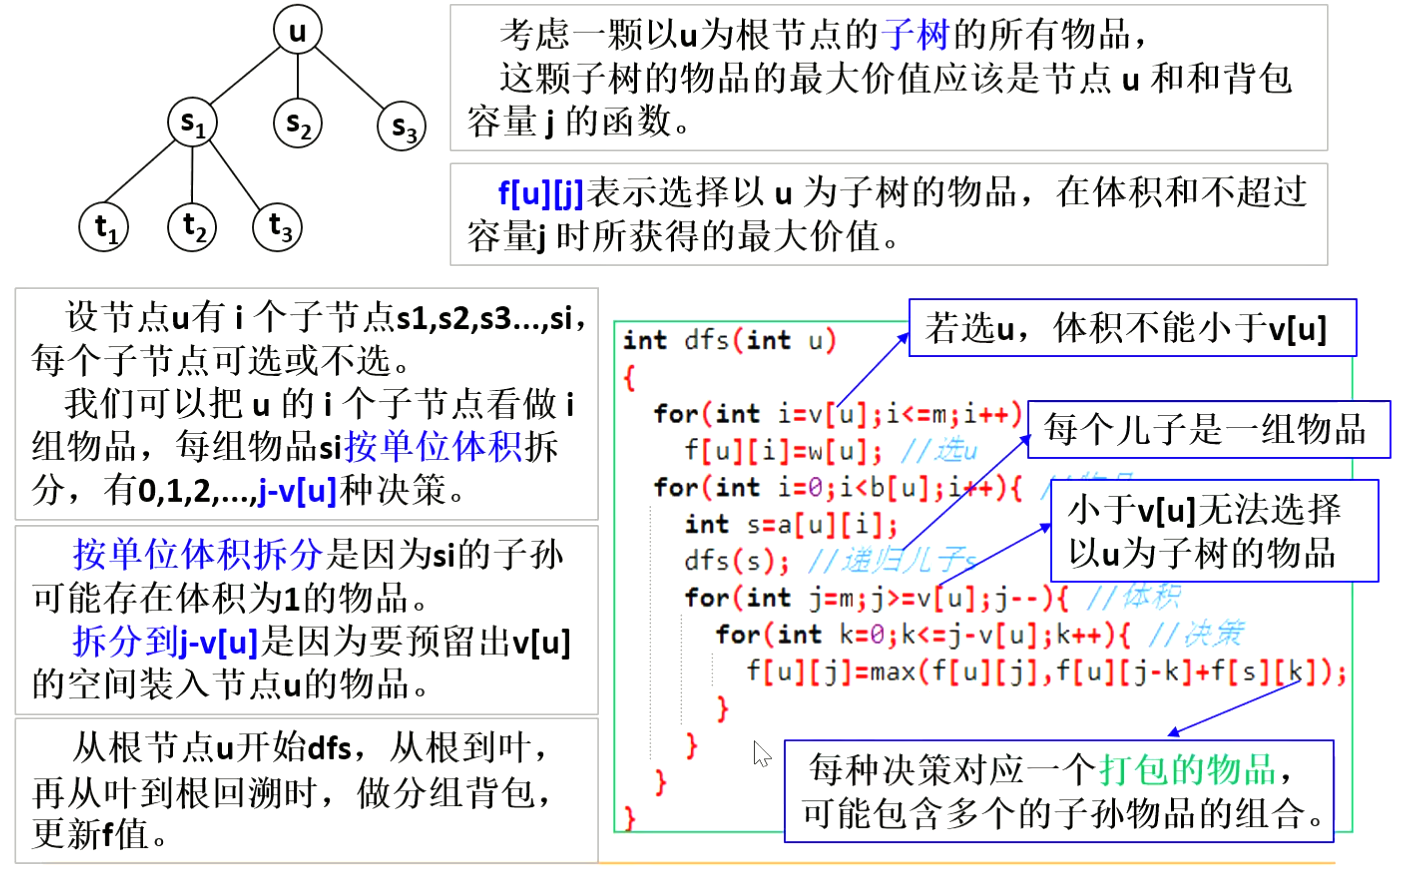 u
s1
s2
s3
t1
t2
t3
考虑一颗以u为根节点的子树的所有物品，
这颗子树的物品的最大价值应该是节点 u 和和背包
容量 j 的函数。
f[u][j]表示选择以 u 为子树的物品，在体积和不超过
容量j 时所获得的最大价值。
设节点u有 i 个子节点s1,s2,s3...,si，
每个子节点可选或不选。
我们可以把 u 的 i 个子节点看做 i
组物品，每组物品si按单位体积拆
分，有0,1,2,...,j-v[u]种决策。
按单位体积拆分是因为si的子孙
可能存在体积为1的物品。
拆分到j-v[u]是因为要预留出v[u]
的空间装入节点u的物品。
从根节点u开始dfs，从根到叶，
再从叶到根回溯时，做分组背包，
更新f值。
int dfs(int u)
{
for(int i=v[u];i<=m;i++)
f[u][i]=w[u]; //选u
for(int i=0;i<b[u];i++){ //
int s=a[u][i];
dfs(s); //递归儿子s
for(int j=m;j>=v[u];j--){ //体积
for(int k=0;k<=j-v[u];k++){ //决策
f[u][j]=max(f[u][j],f[u][j-k]+f[s][k]);
}
}
}
}
若选u，体积不能小于v[u]
每个儿子是一组物品
小于v[u]无法选择
以u为子树的物品
每种决策对应一个打包的物品，
可能包含多个的子孙物品的组合。